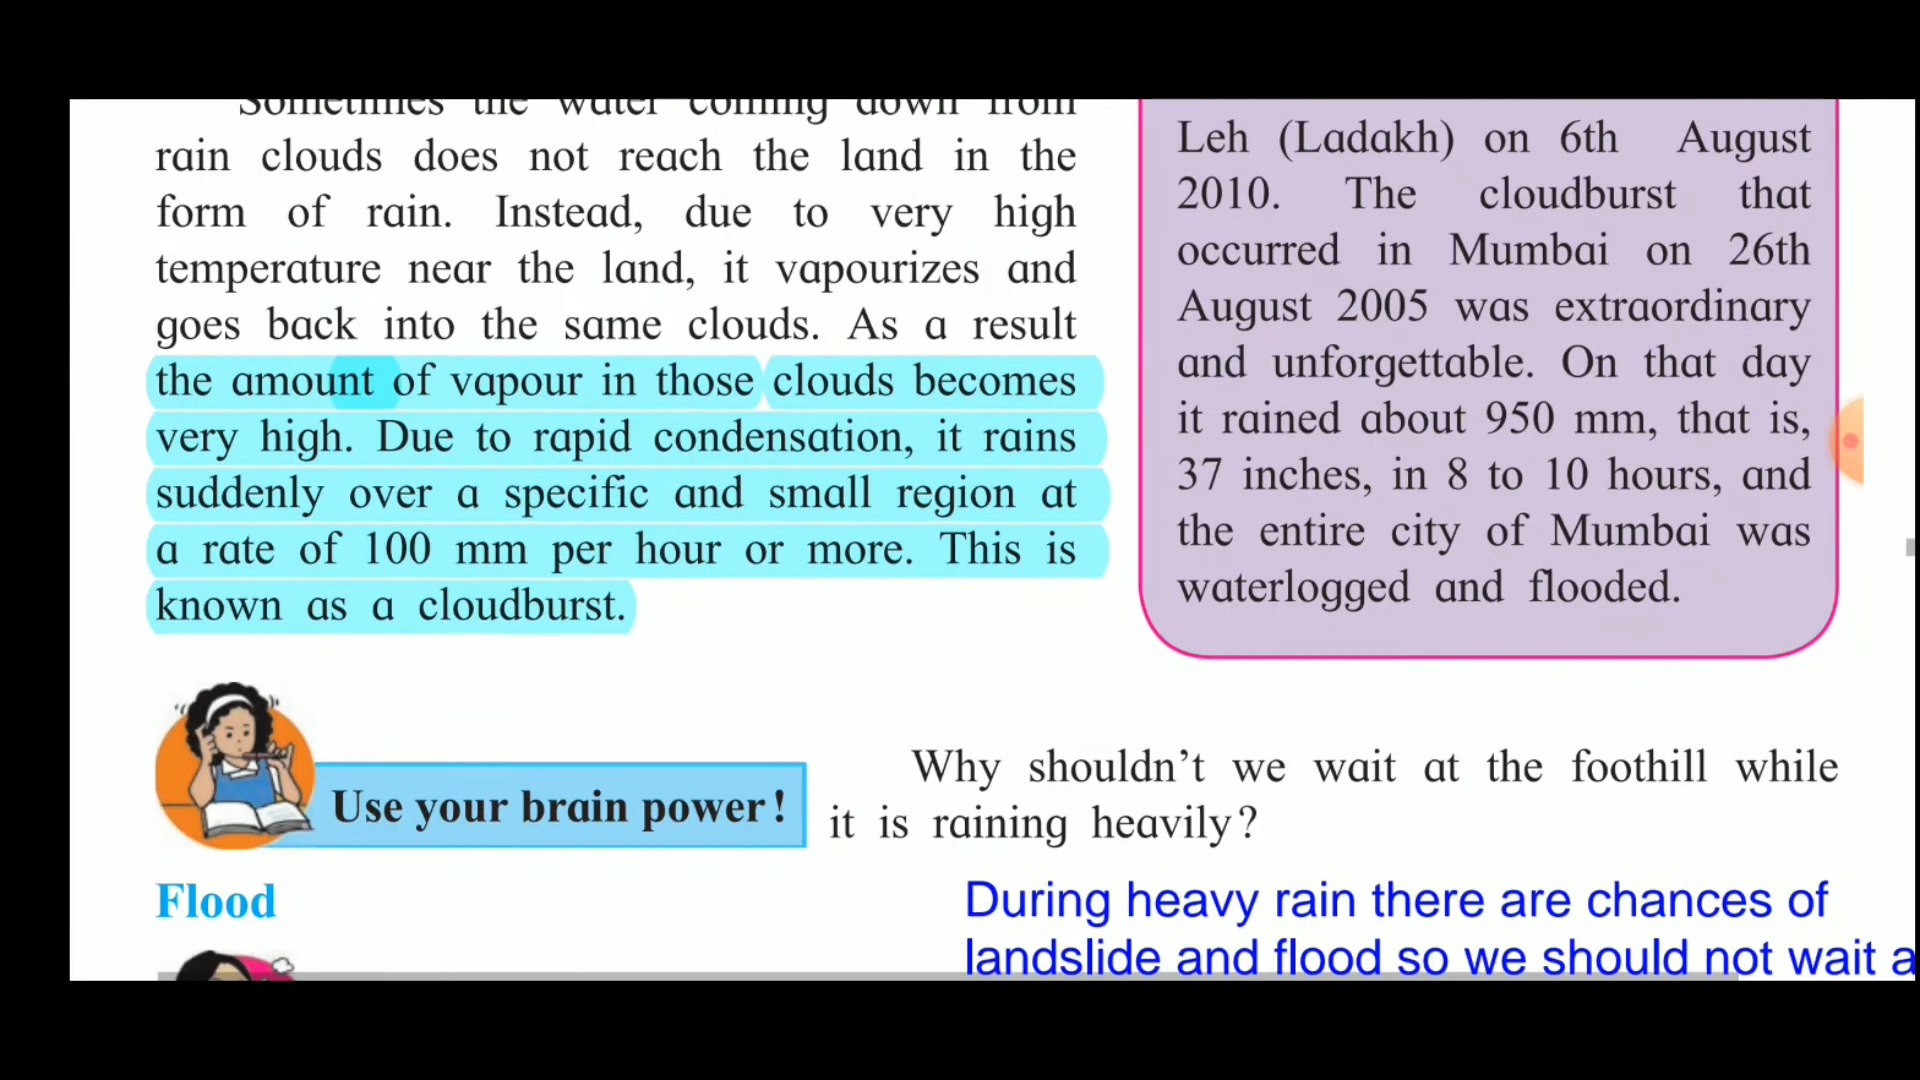 Sometimes the water coming down from
rain clouds does not reach the land in the
form of rain. Instead, due to very high
temperature near the land, it vapourizes and
goes back into the same clouds. As a result
the amount of vapour in those clouds becomes
very high. Due to rapid condensation, it rains
suddenly over a specific and small region at
a rate of 100 mm per hour or more. This is
known as a cloudburst.
Leh (Ladakh) on 6th August
2010. The cloudburst that
occurred in Mumbai on 26th
August 2005 was extraordinary
and unforgettable. On that day
it rained about 950 mm, that is,
37 inches, in 8 to 10 hours, and
the entire city of Mumbai was
waterlogged and flooded.
Use your brain power!
Why shouldn't we wait at the foothill while
it is raining heavily?
Flood
During heavy rain there are chances of
landslide and flood so we should not wait a